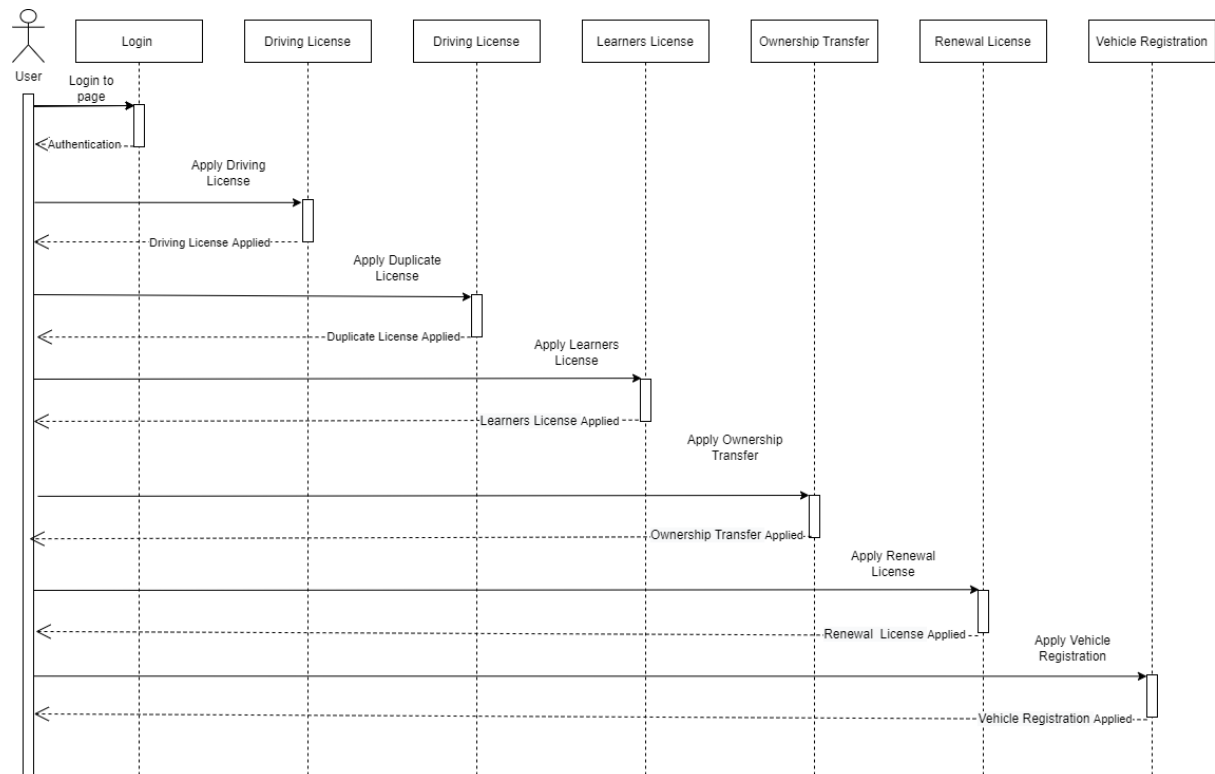 Login
Driving License
Driving License
Learners License
Ownership Transfer
Renewal License
Vehicle Registration
User
Login to
page
Authentication
Apply Driving
License
Driving License Applied
Apply Duplicate
License
Duplicate License Applied
Apply Learners
License
Learners License Applied
Apply Ownership
Transfer
Ownership Transfer Applied
Apply Renewal
License
Renewal License Applied
Apply Vehicle
Registration
Vehicle Registration Applied